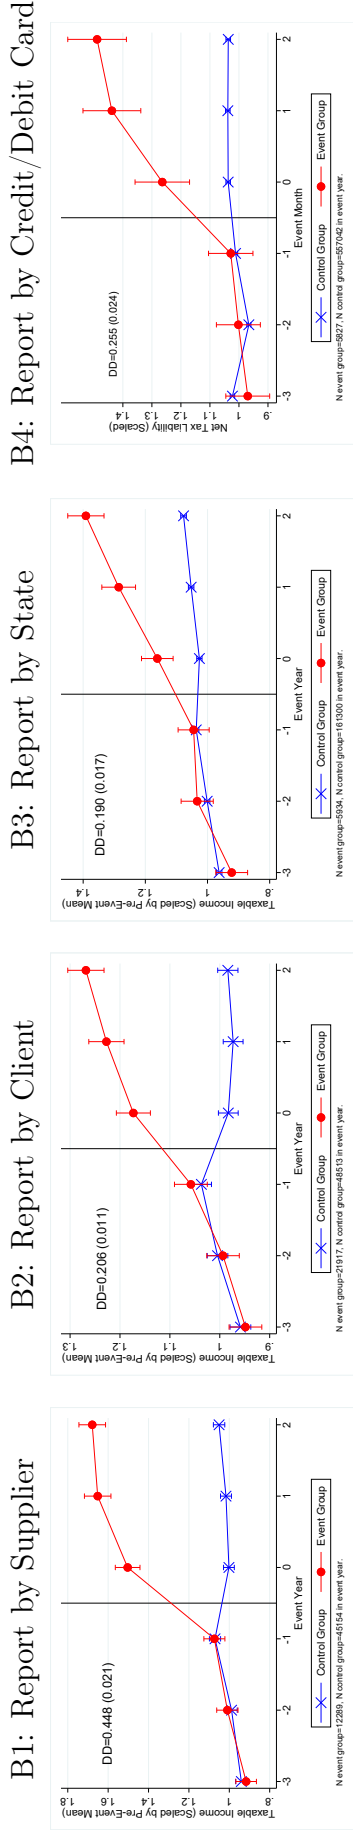 B1: Report by Supplier
Taxable Income (Scaled by Pre-Event Mean)
1.8
1.6
1.4
1.2
1
.8
DD=0.448 (0.021)
-3
-2
-1
0
1
2
Event Year
Control Group
Event Group
N event group=12289, N control group=45154 in event year.
B2: Report by Client
Taxable Income (Scaled by Pre-Event Mean)
1.3
1.2
1.1
1
.9
DD=0.206 (0.011)
-3
-2
-1
0
1
2
Event Year
Control Group
Event Group
N event group=21917, N control group=48513 in event year.
B3: Report by State
Taxable Income (Scaled by Pre-Event Mean)
1.4
1.2
1
.8
DD=0.190 (0.017)
-3
-2
-1
0
1
2
Event Year
Control Group
Event Group
N event group=5934, N control group=161300 in event year.
B4: Report by Credit/Debit Card
Net Tax Liability (Scaled)
1.4
1.3
1.2
1.1
1
.9
DD=0.255 (0.024)
-3
-2
-1
0
1
2
Event Month
Control Group
Event Group
N event group=5827, N control group=557042 in event year.